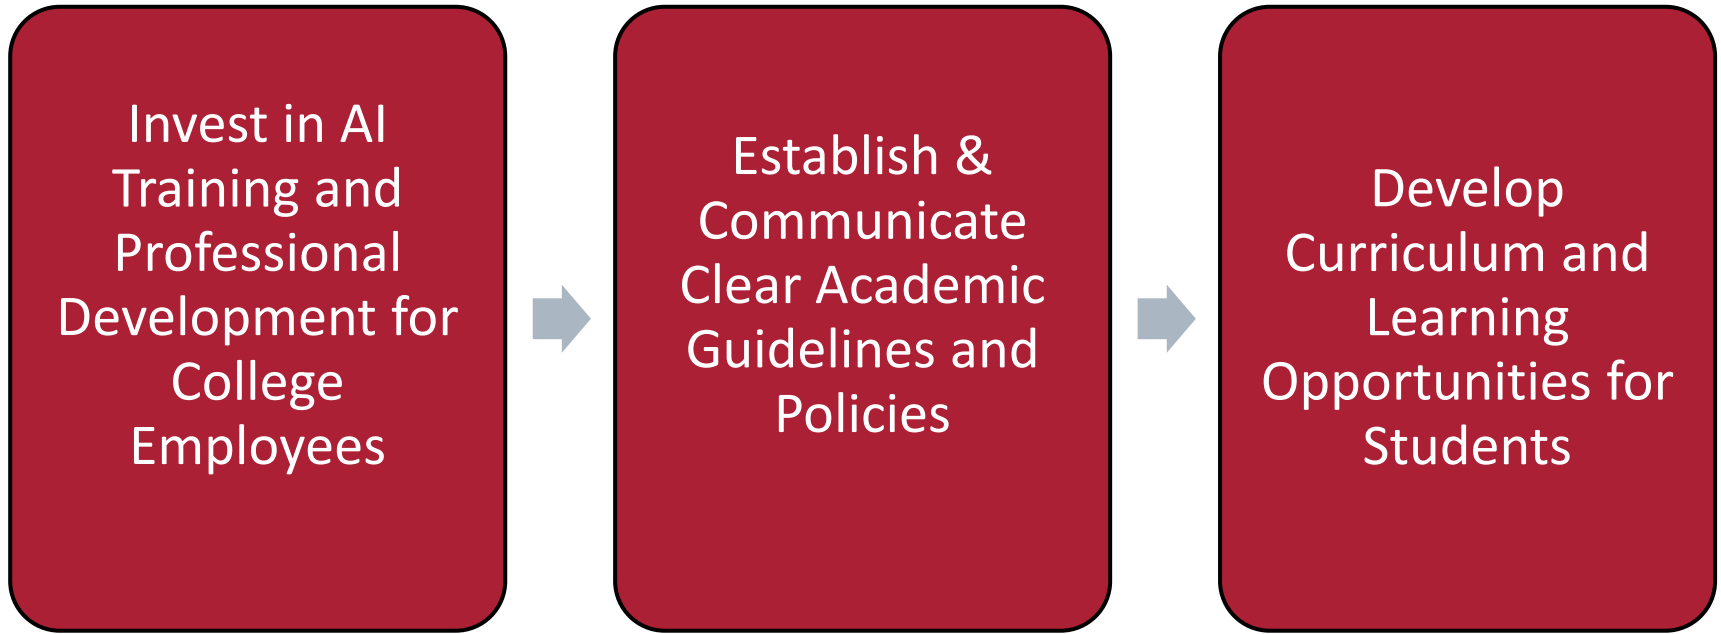 Invest in AI
Training and
Professional
Development for
College
Employees
Establish &
Communicate
Clear Academic
Guidelines and
Policies
Develop
Curriculum and
Learning
Opportunities for
Students